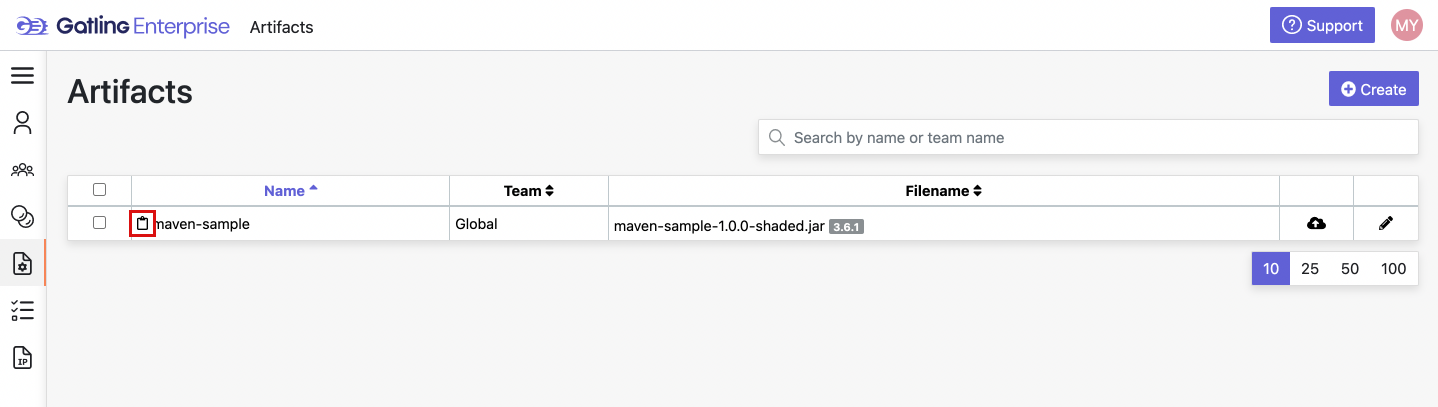 Gatling Enterprise Artifacts Support MY
Artifacts
Create
Search by name or team name
Name Team Filename
maven-sample Global maven-sample-1.0.0-shaded.jar 3.6.1
10 25 50 100
IP